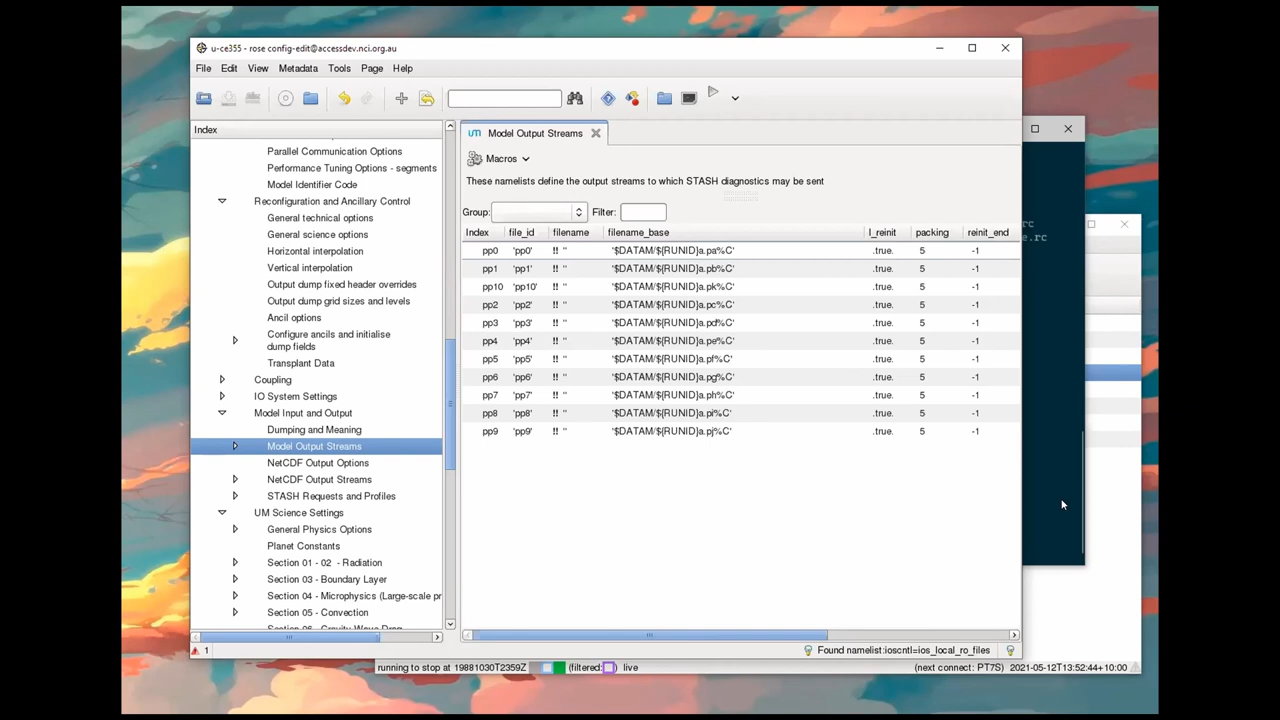 u-ce355 - rose config-edit@accessdev.nci.org.au
File Edit View Metadata Tools Page Help
Index
Parallel Communication Options
Performance Tuning Options - segments
Model Identifier Code
Reconfiguration and Ancillary Control
General technical options
General science options
Horizontal interpolation
Vertical interpolation
Output dump fixed header overrides
Output dump grid sizes and levels
Ancil options
Configure ancils and initialise
dump fields
Transplant Data
Coupling
IO System Settings
Model Input and Output
Dumping and Meaning
Model Output Streams
NetCDF Output Options
NetCDF Output Streams
STASH Requests and Profiles
UM Science Settings
General Physics Options
Planet Constants
Section 01 - 02 - Radiation
Section 03 - Boundary Layer
Section 04 - Microphysics (Large-scale pr
Section 05 - Convection
Section 06 - Gravity Wave Drag
1
UM Model Output Streams
Macros
These namelists define the output streams to which STASH diagnostics may be sent
Group: Filter:
Index file_id filename filename_base l_reinit packing reinit_end
pp0 'pp0' !! '' '$DATAM/${RUNID}a.pa%C' .true. 5 -1
pp1 'pp1' !! '' '$DATAM/${RUNID}a.pb%C' .true. 5 -1
pp10 'pp10' !! '' '$DATAM/${RUNID}a.pk%C' .true. 5 -1
pp2 'pp2' !! '' '$DATAM/${RUNID}a.pc%C' .true. 5 -1
pp3 'pp3' !! '' '$DATAM/${RUNID}a.pd%C' .true. 5 -1
pp4 'pp4' !! '' '$DATAM/${RUNID}a.pe%C' .true. 5 -1
pp5 'pp5' !! '' '$DATAM/${RUNID}a.pf%C' .true. 5 -1
pp6 'pp6' !! '' '$DATAM/${RUNID}a.pg%C' .true. 5 -1
pp7 'pp7' !! '' '$DATAM/${RUNID}a.ph%C' .true. 5 -1
pp8 'pp8' !! '' '$DATAM/${RUNID}a.pi%C' .true. 5 -1
pp9 'pp9' !! '' '$DATAM/${RUNID}a.pj%C' .true. 5 -1
Found namelist:ioscntl=ios_local_ro_files
rc
e.rc
running to stop at 19881030T2359Z (filtered: ) live (next connect: PT7S) 2021-05-12T13:52:44+10:00